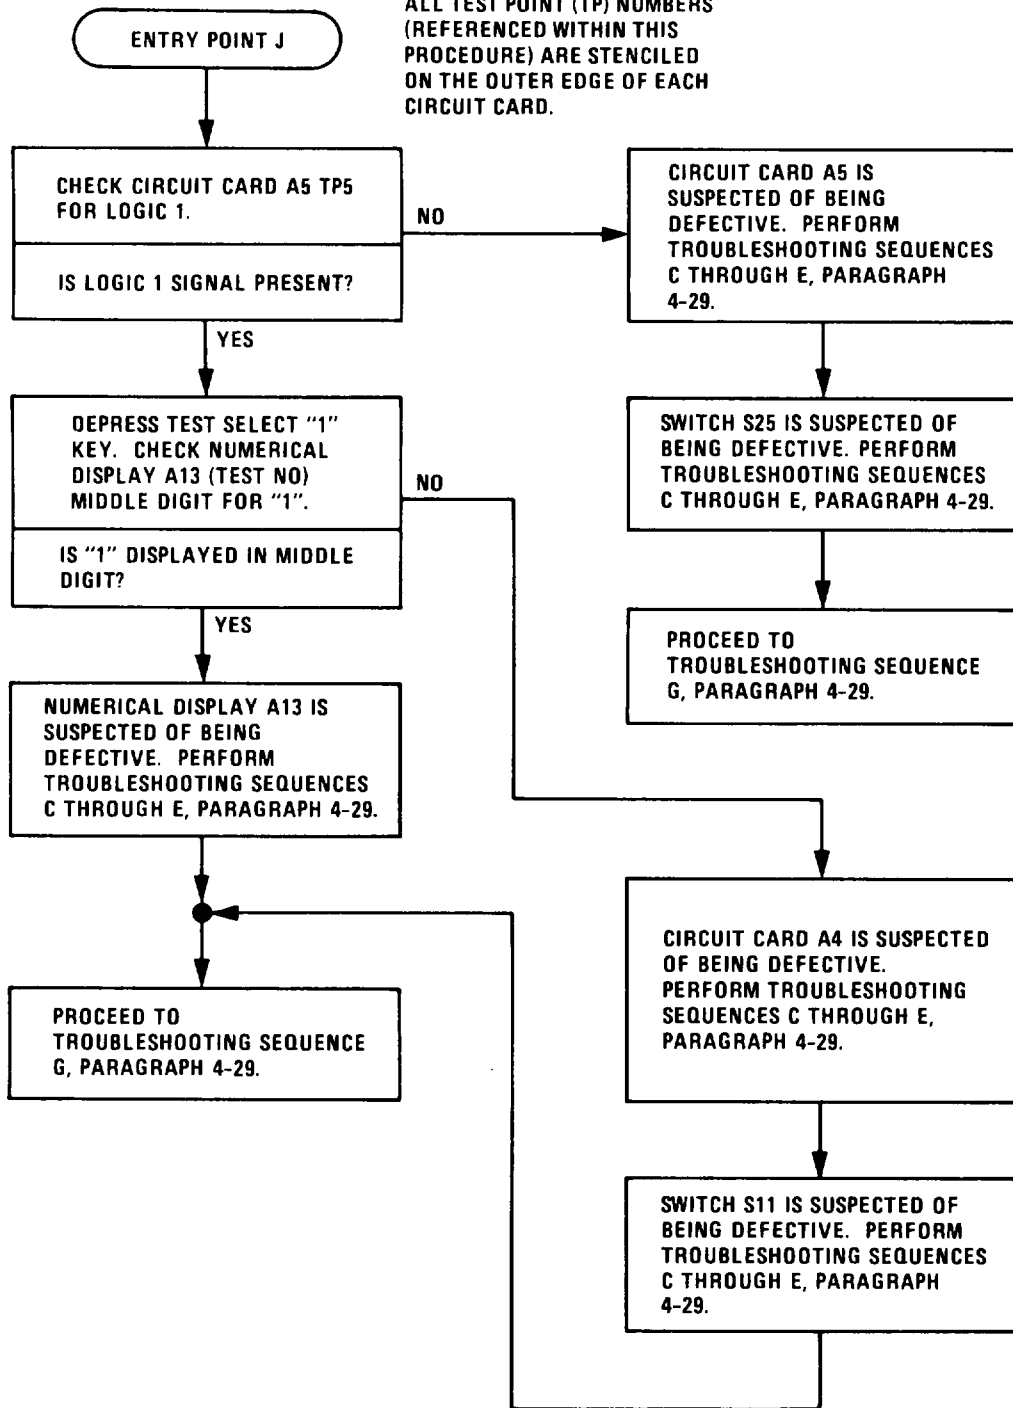 ALL TEST POINT (TP) NUMBERS
(REFERENCED WITHIN THIS
PROCEDURE) ARE STENCILED
ON THE OUTER EDGE OF EACH
CIRCUIT CARD.
ENTRY POINT J
CHECK CIRCUIT CARD A5 TP5
FOR LOGIC 1.
IS LOGIC 1 SIGNAL PRESENT?
NO
CIRCUIT CARD A5 IS
SUSPECTED OF BEING
DEFECTIVE. PERFORM
TROUBLESHOOTING SEQUENCES
C THROUGH E, PARAGRAPH
4-29.
YES
DEPRESS TEST SELECT "1"
KEY. CHECK NUMERICAL
DISPLAY A13 (TEST NO)
MIDDLE DIGIT FOR "1".
IS "1" DISPLAYED IN MIDDLE
DIGIT?
NO
SWITCH S25 IS SUSPECTED OF
BEING DEFECTIVE. PERFORM
TROUBLESHOOTING SEQUENCES
C THROUGH E, PARAGRAPH 4-29.
PROCEED TO
TROUBLESHOOTING SEQUENCE
G, PARAGRAPH 4-29.
YES
NUMERICAL DISPLAY A13 IS
SUSPECTED OF BEING
DEFECTIVE. PERFORM
TROUBLESHOOTING SEQUENCES
C THROUGH E, PARAGRAPH 4-29.
PROCEED TO
TROUBLESHOOTING SEQUENCE
G, PARAGRAPH 4-29.
CIRCUIT CARD A4 IS SUSPECTED
OF BEING DEFECTIVE.
PERFORM TROUBLESHOOTING
SEQUENCES C THROUGH E,
PARAGRAPH 4-29.
SWITCH S11 IS SUSPECTED OF
BEING DEFECTIVE. PERFORM
TROUBLESHOOTING SEQUENCES
C THROUGH E, PARAGRAPH
4-29.